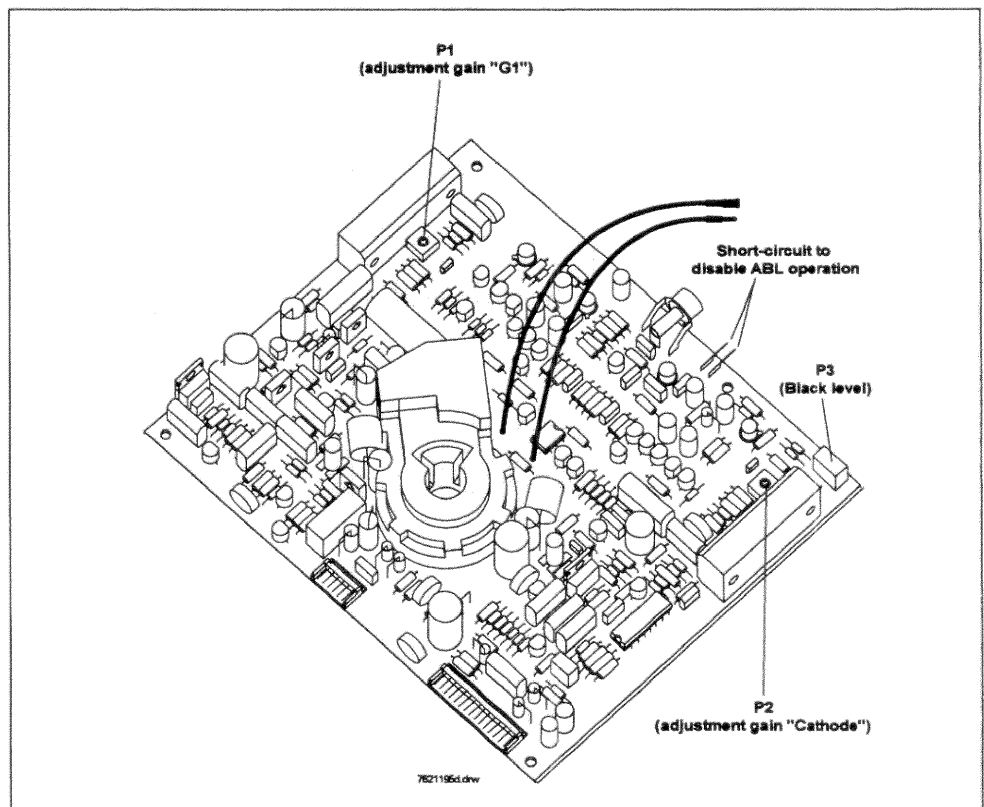 P1
(adjustment gain "G1")
Short-circuit to
disable ABL operation
P3
(Black level)
P2
(adjustment gain "Cathode")
7621195d.drw